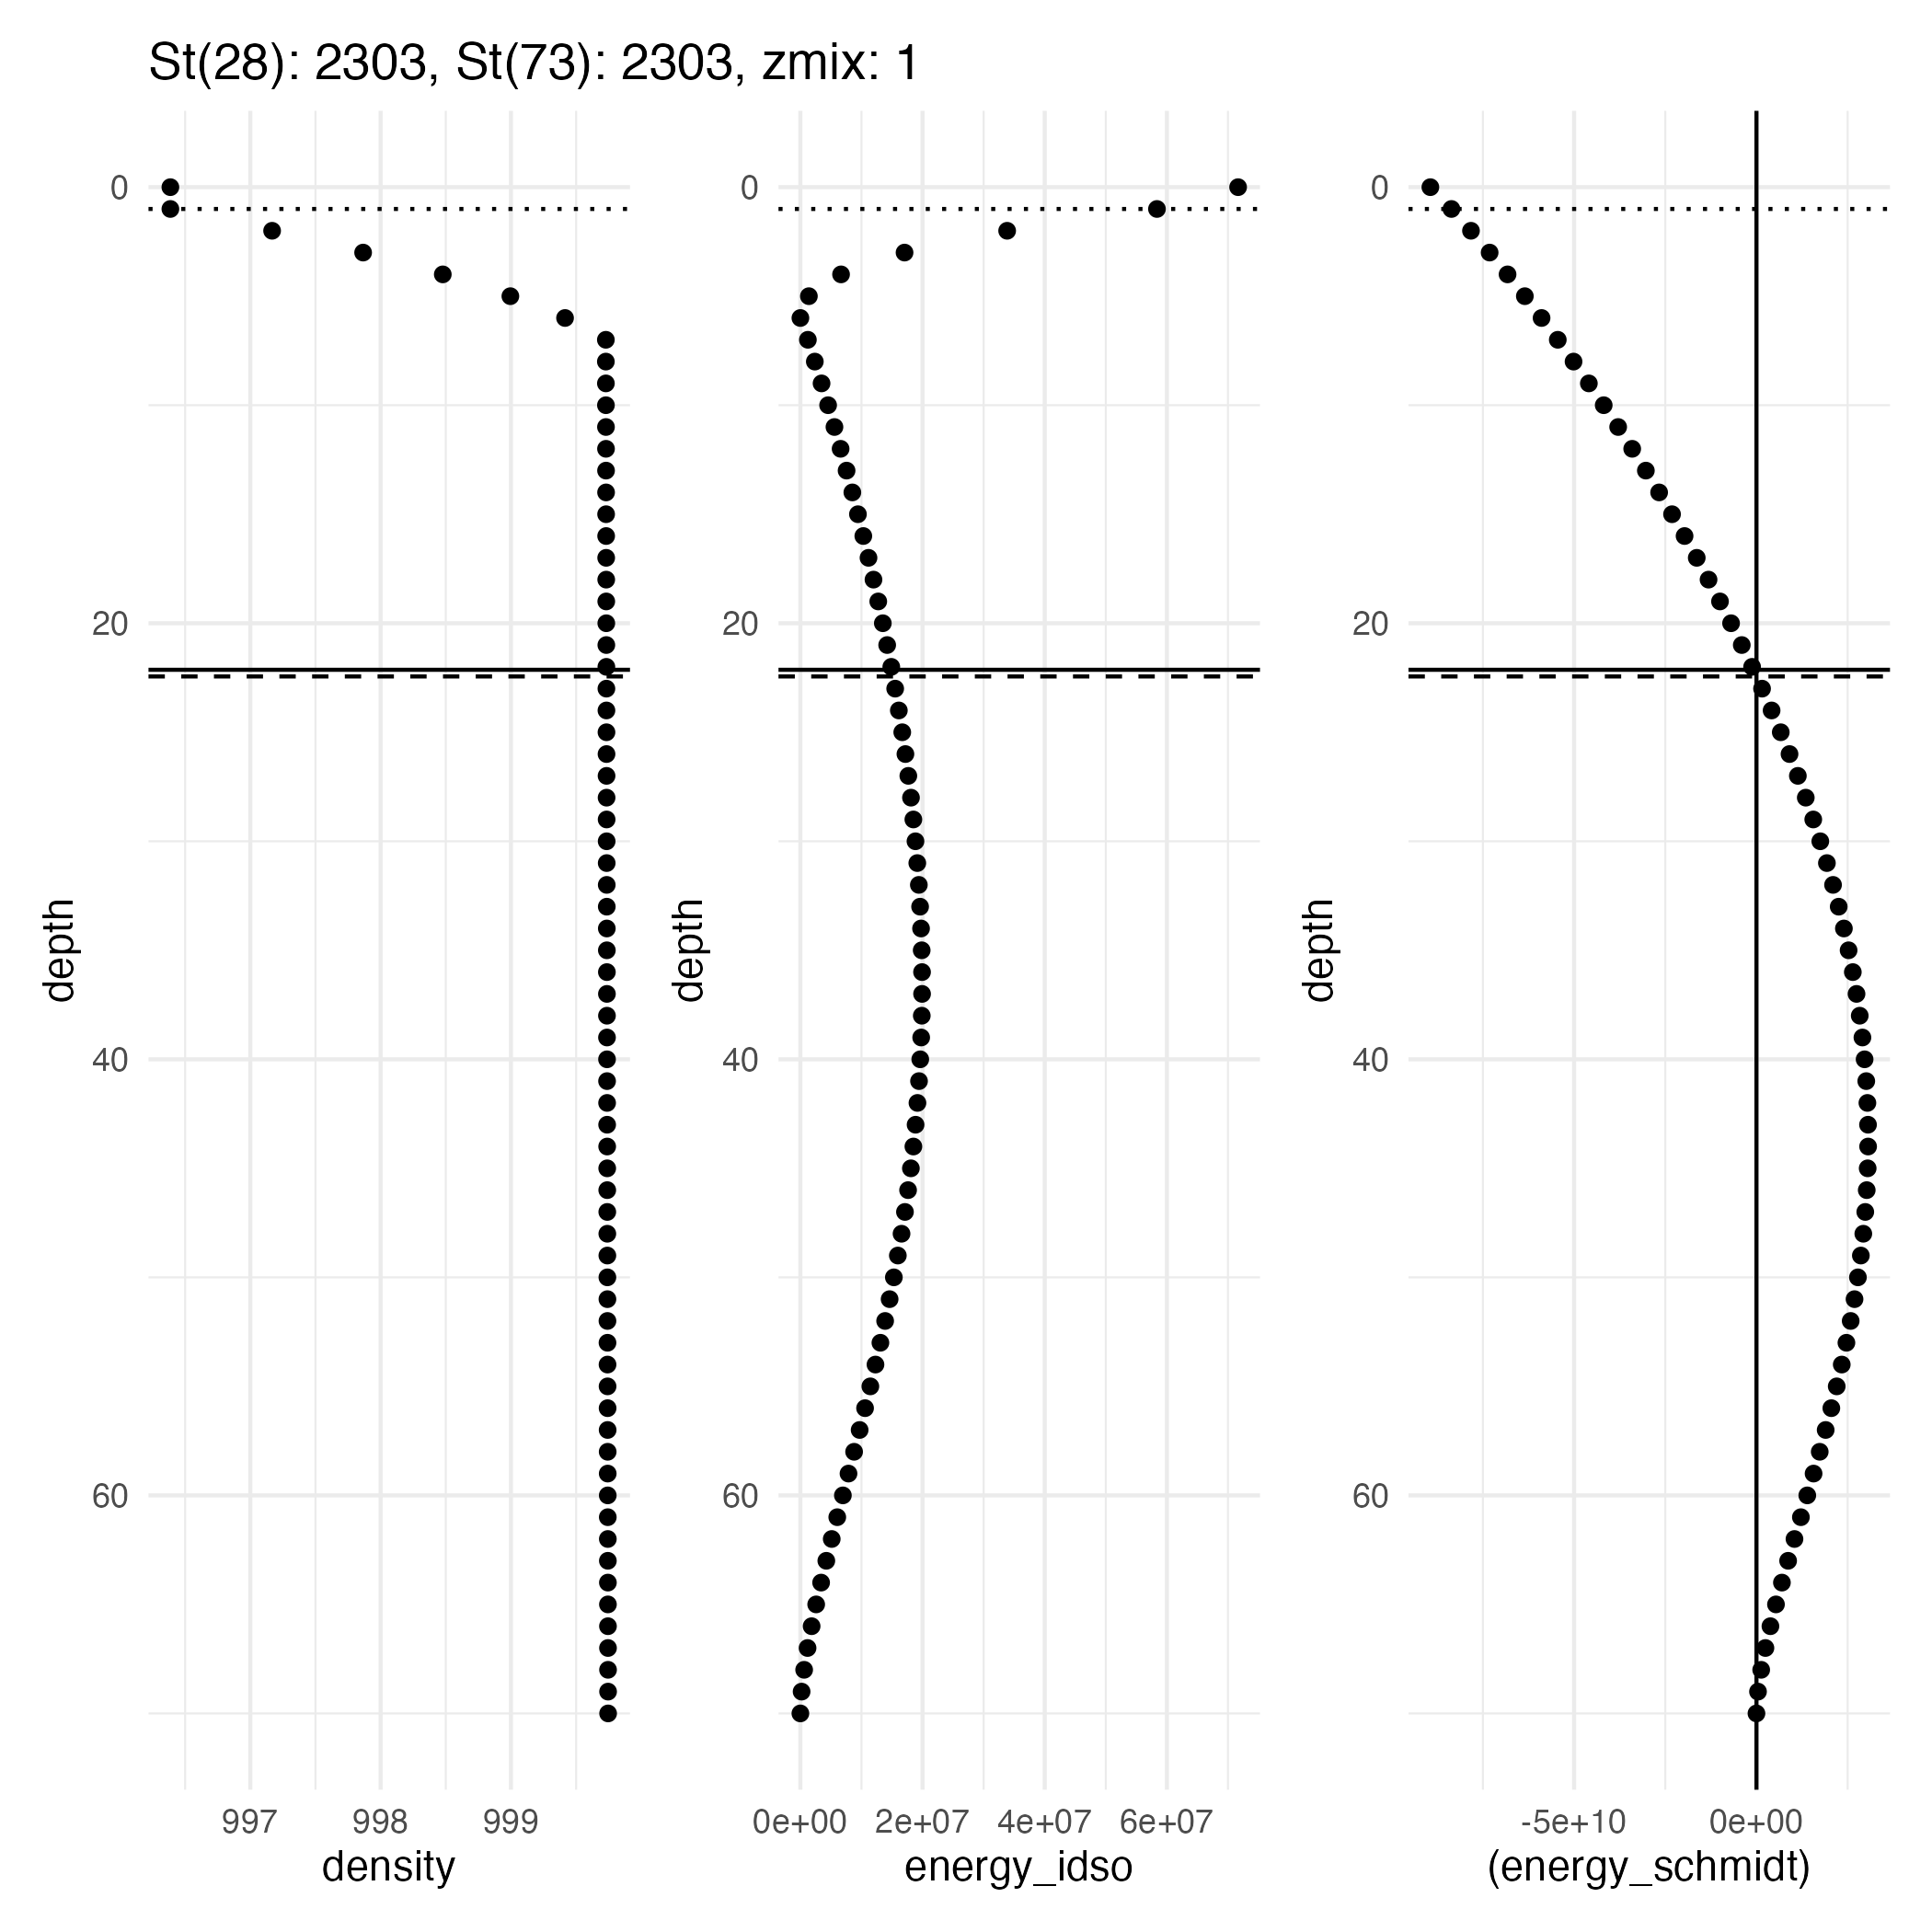 St(28): 2303, St(73): 2303, zmix: 1
0
20
40
60
depth
997 998 999
density
0
20
40
60
depth
0e+00 2e+07 4e+07 6e+07
energy_idso
0
20
40
60
depth
-5e+10 0e+00
(energy_schmidt)